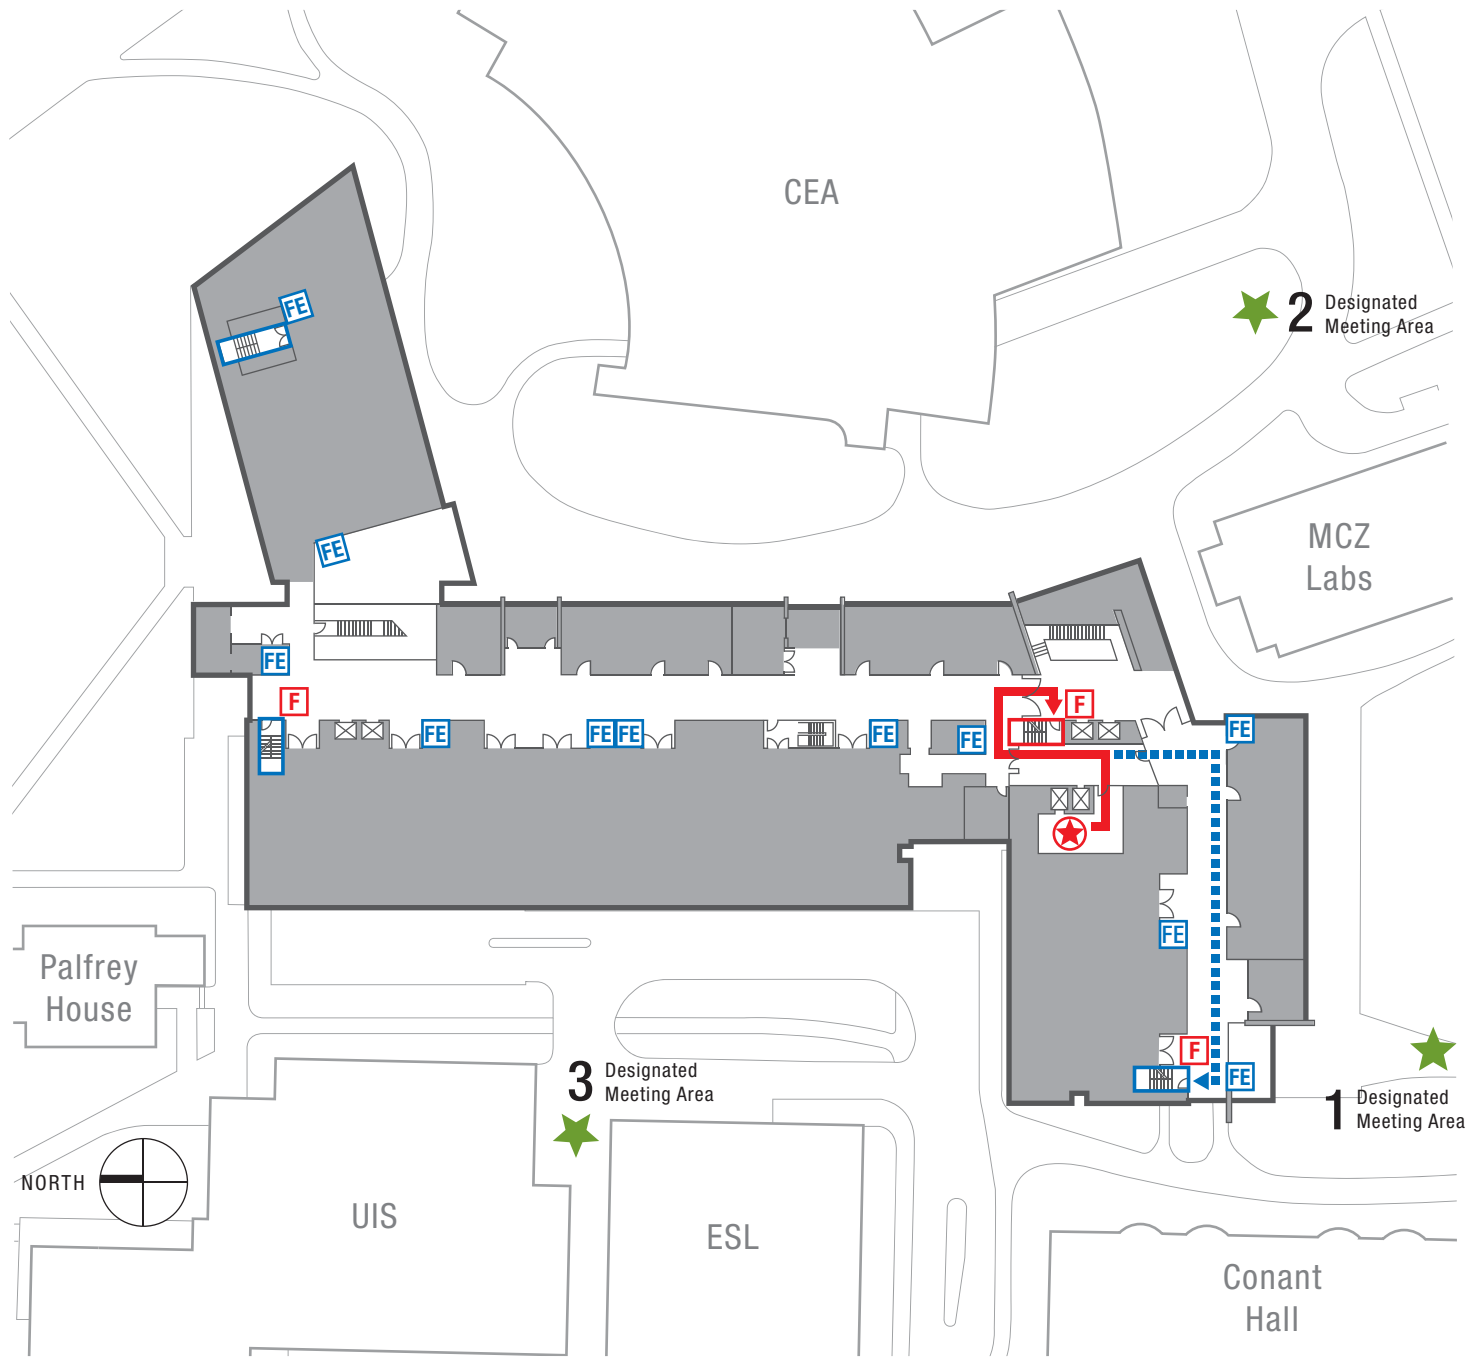 CEA
FE
2
Designated
Meeting Area
MCZ
Labs
FE
FE
F
F
FE
FE FE
FE
FE
FE
FE
Palfrey
House
F
FE
3
Designated
Meeting Area
1
Designated
Meeting Area
NORTH
UIS
ESL
Conant
Hall